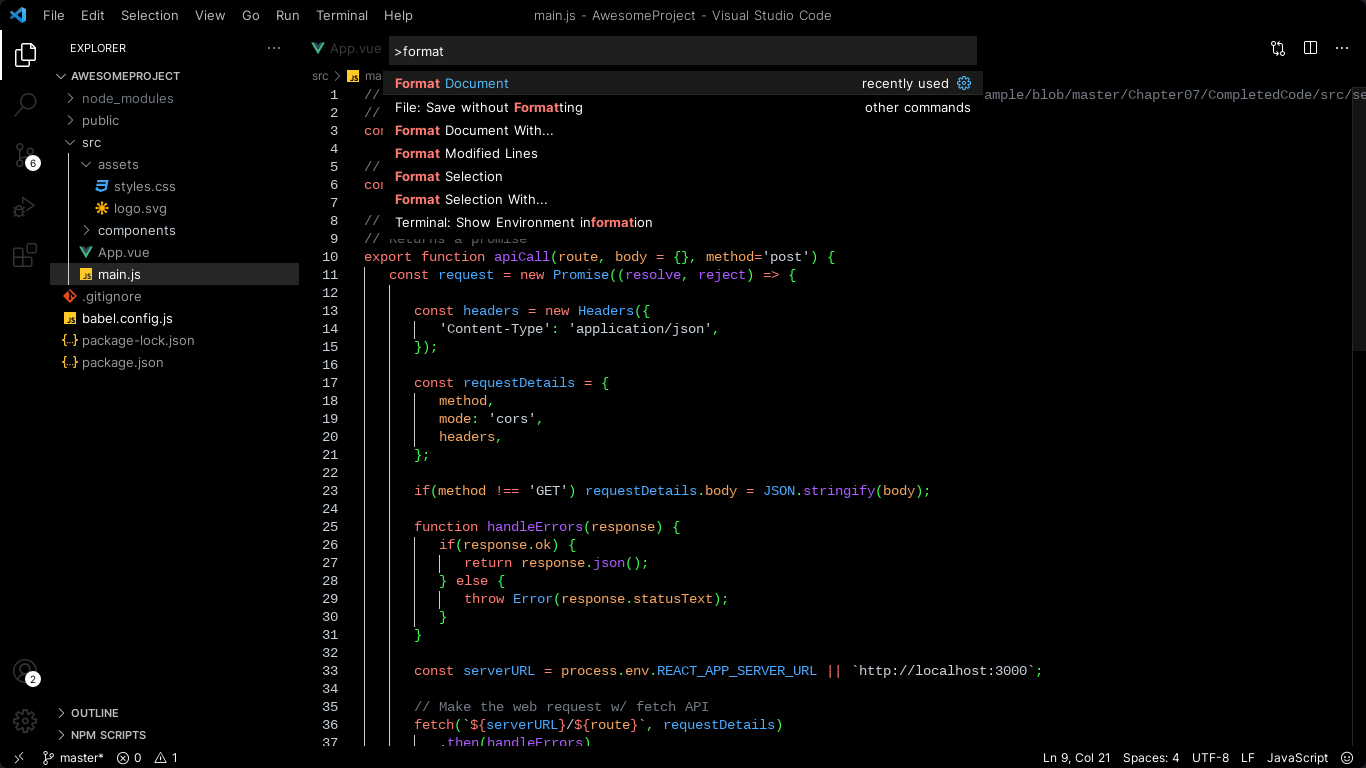 File Edit Selection View Go Run Terminal Help main.js - AwesomeProject - Visual Studio Code
EXPLORER
AWESOMEPROJECT
node_modules
public
src
assets
styles.css
logo.svg
components
App.vue
main.js
.gitignore
babel.config.js
package-lock.json
package.json
OUTLINE
NPM SCRIPTS
6
2
App.vue
>format
src
JS ma
Format Document recently used
File: Save without Formatting other commands
Format Document With...
Format Modified Lines
Format Selection
Format Selection With...
Terminal: Show Environment information
1 // ample/blob/master/Chapter07/CompletedCode/src/se
2 //
3 con
4
5 //
6 con
7
8 //
9 // Returns a promise
10 export function apiCall(route, body = {}, method='post') {
11 const request = new Promise((resolve, reject) => {
12
13 const headers = new Headers({
14 'Content-Type': 'application/json',
15 });
16
17 const requestDetails = {
18 method,
19 mode: 'cors',
20 headers,
21 };
22
23 if(method !== 'GET') requestDetails.body = JSON.stringify(body);
24
25 function handleErrors(response) {
26 if(response.ok) {
27 return response.json();
28 } else {
29 throw Error(response.statusText);
30 }
31 }
32
33 const serverURL = process.env.REACT_APP_SERVER_URL || `http://localhost:3000`;
34
35 // Make the web request w/ fetch API
36 fetch(`${serverURL}/${route}`, requestDetails)
37 .then(handleErrors)
master* 0 1 Ln 9, Col 21 Spaces: 4 UTF-8 LF JavaScript